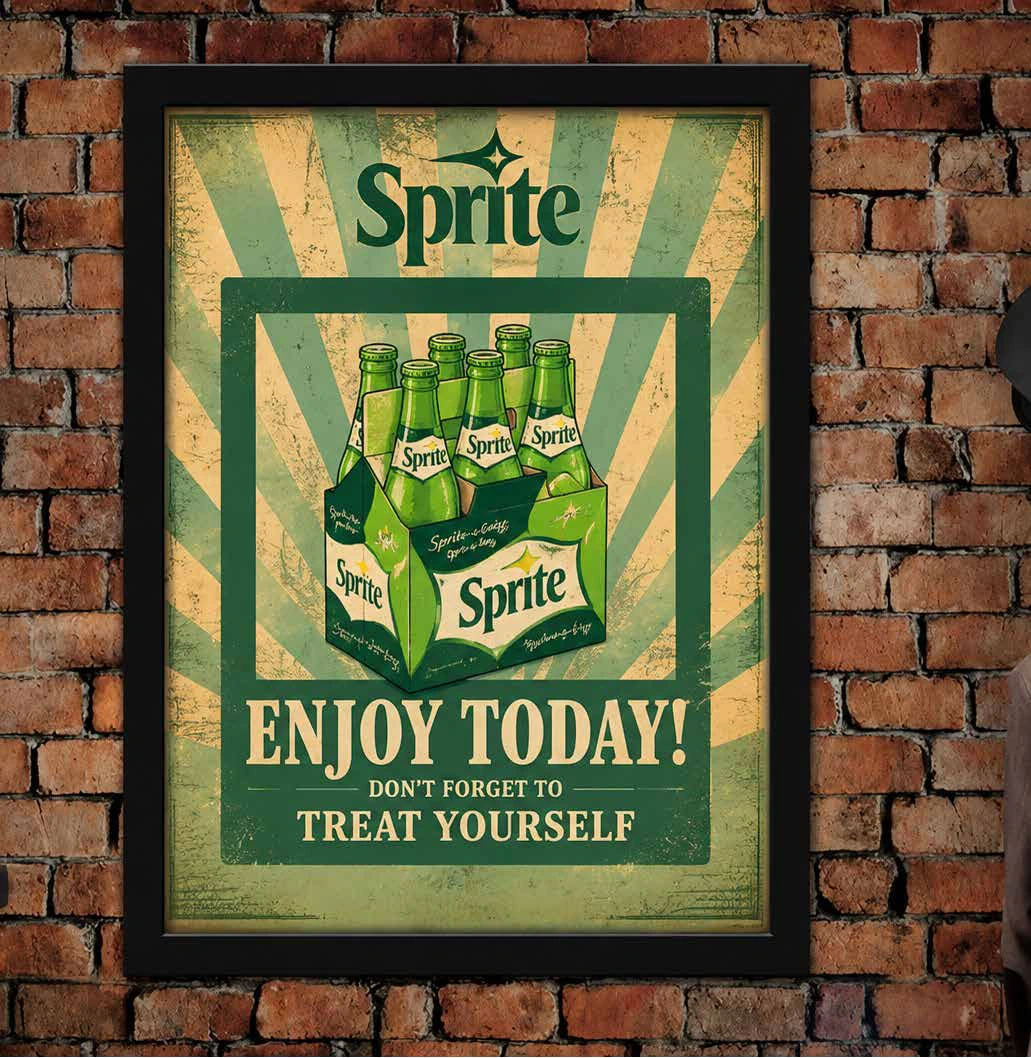 Sprite
Sprite
Sprite
Sprite
Sprite
Sprite
ENJOY TODAY!
DON'T FORGET TO
TREAT YOURSELF